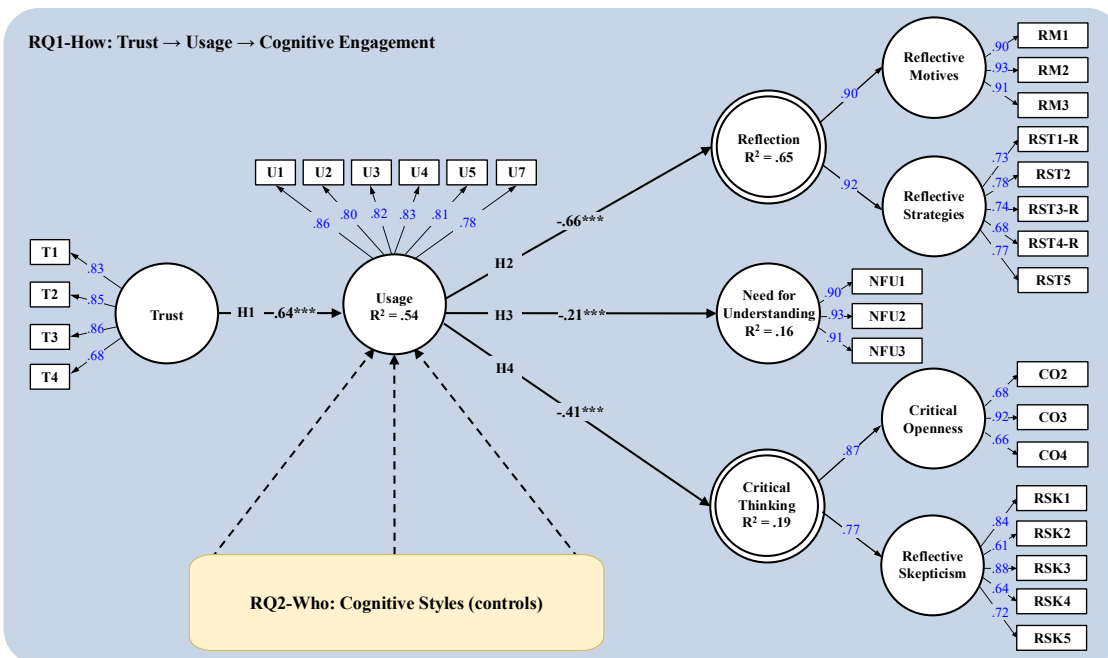 RQ1-How: Trust → Usage → Cognitive Engagement
T1
T2
T3
T4
.83
.85
.86
.68
Trust
H1
.64***
U1
U2
U3
U4
U5
U7
.86
.80
.82
.83
.81
.78
Usage
R² = .54
H2
-.66***
H3
-.21***
H4
-.41***
Reflection
R² = .65
.90
.92
Reflective
Motives
.90
.93
.91
RM1
RM2
RM3
Reflective
Strategies
.73
.78
.74
.68
.77
RST1-R
RST2
RST3-R
RST4-R
RST5
Need for
Understanding
R² = .16
.90
.93
.91
NFU1
NFU2
NFU3
Critical
Thinking
R² = .19
.87
.77
Critical
Openness
.68
.92
.66
CO2
CO3
CO4
Reflective
Skepticism
.84
.61
.88
.64
.72
RSK1
RSK2
RSK3
RSK4
RSK5
RQ2-Who: Cognitive Styles (controls)